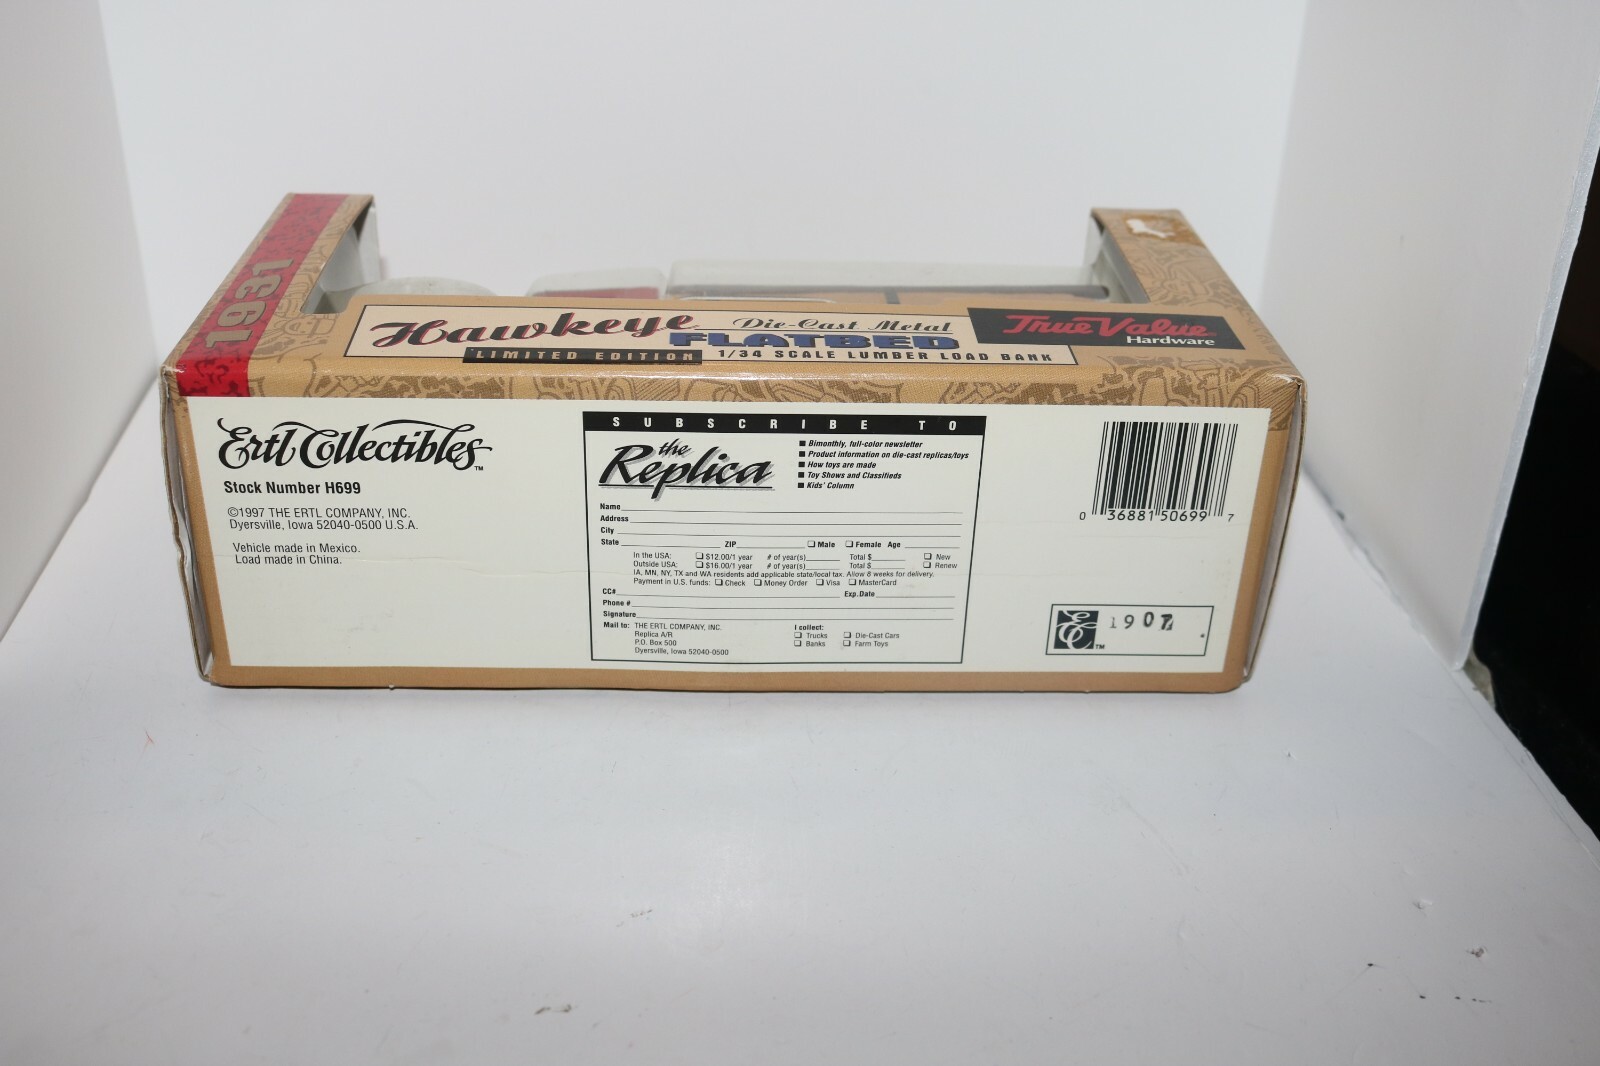 1931
Hawkeye Die-Cast Metal
FLATBED
LIMITED EDITION 1/34 SCALE LUMBER LOAD BANK
True Value
Hardware
Ertl Collectibles™
Stock Number H699
©1997 THE ERTL COMPANY, INC.
Dyersville, Iowa 52040-0500 U.S.A.
Vehicle made in Mexico.
Load made in China.
SUBSCRIBE TO
the
Replica
■ Bimonthly, full-color newsletter
■ Product information on die-cast replicas/toys
■ How toys are made
■ Toy Shows and Classifieds
■ Kids' Column
Name
Address
City
State ZIP ☐ Male ☐ Female Age
In the USA: ☐ $12.00/1 year # of year(s) Total $ ☐ New
Outside USA: ☐ $16.00/1 year # of year(s) Total $ ☐ Renew
IA, MN, NY, TX and WA residents add applicable state/local tax. Allow 8 weeks for delivery.
Payment in U.S. funds: ☐ Check ☐ Money Order ☐ Visa ☐ MasterCard
CC# Exp. Date
Phone #
Signature
Mail to: THE ERTL COMPANY, INC.
Replica A/R
P.O. Box 500
Dyersville, Iowa 52040-0500
I collect:
☐ Trucks ☐ Die-Cast Cars
☐ Banks ☐ Farm Toys
0 36881 50699 7
EC™